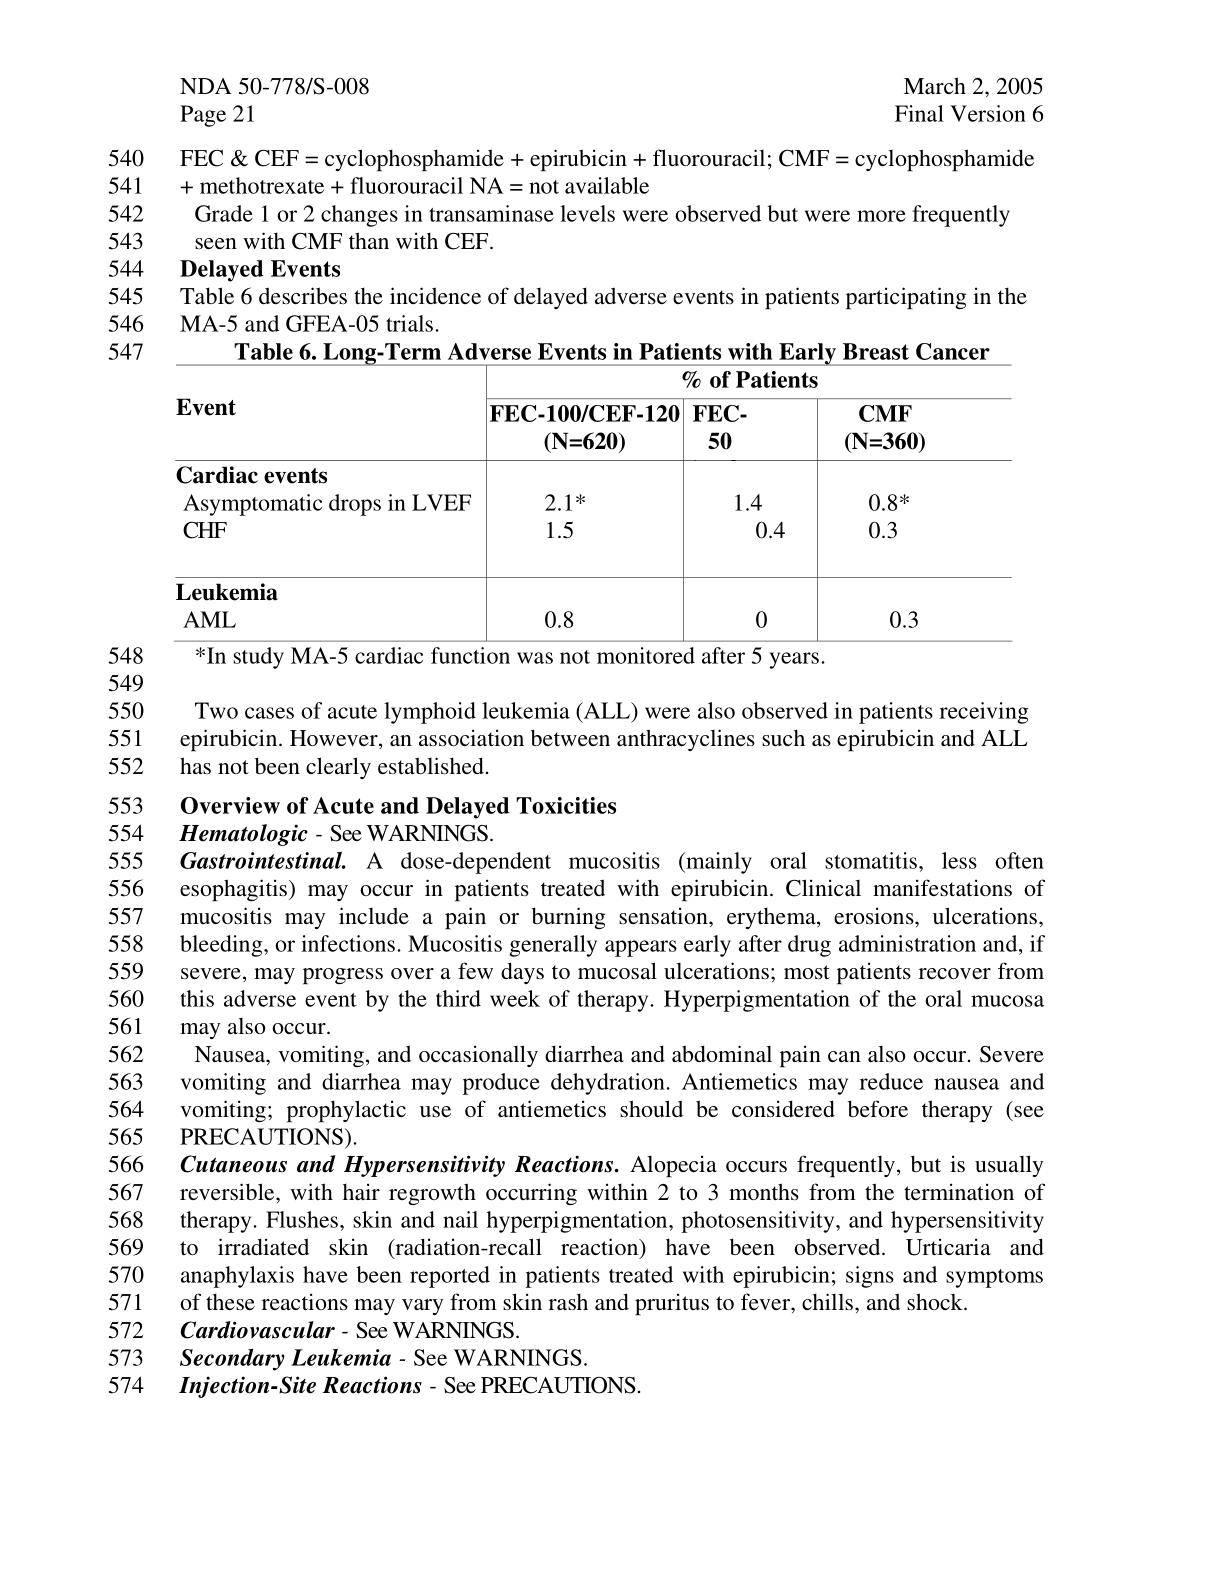 NDA 50-778/S-008 March 2, 2005
Page 21 Final Version 6
540 FEC & CEF = cyclophosphamide + epirubicin + fluorouracil; CMF = cyclophosphamide
541 + methotrexate + fluorouracil NA = not available
542 Grade 1 or 2 changes in transaminase levels were observed but were more frequently
543 seen with CMF than with CEF.
544 Delayed Events
545 Table 6 describes the incidence of delayed adverse events in patients participating in the
546 MA-5 and GFEA-05 trials.
547 Table 6. Long-Term Adverse Events in Patients with Early Breast Cancer
% of Patients
Event
FEC-100/CEF-120 FEC- CMF
(N=620) 50 (N=360)
Cardiac events
Asymptomatic drops in LVEF 2.1* 1.4 0.8*
CHF 1.5 0.4 0.3
Leukemia
AML 0.8 0 0.3
548 *In study MA-5 cardiac function was not monitored after 5 years.
549
550 Two cases of acute lymphoid leukemia (ALL) were also observed in patients receiving
551 epirubicin. However, an association between anthracyclines such as epirubicin and ALL
552 has not been clearly established.
553 Overview of Acute and Delayed Toxicities
554 Hematologic - See WARNINGS.
555 Gastrointestinal. A dose-dependent mucositis (mainly oral stomatitis, less often
556 esophagitis) may occur in patients treated with epirubicin. Clinical manifestations of
557 mucositis may include a pain or burning sensation, erythema, erosions, ulcerations,
558 bleeding, or infections. Mucositis generally appears early after drug administration and, if
559 severe, may progress over a few days to mucosal ulcerations; most patients recover from
560 this adverse event by the third week of therapy. Hyperpigmentation of the oral mucosa
561 may also occur.
562 Nausea, vomiting, and occasionally diarrhea and abdominal pain can also occur. Severe
563 vomiting and diarrhea may produce dehydration. Antiemetics may reduce nausea and
564 vomiting; prophylactic use of antiemetics should be considered before therapy (see
565 PRECAUTIONS).
566 Cutaneous and Hypersensitivity Reactions. Alopecia occurs frequently, but is usually
567 reversible, with hair regrowth occurring within 2 to 3 months from the termination of
568 therapy. Flushes, skin and nail hyperpigmentation, photosensitivity, and hypersensitivity
569 to irradiated skin (radiation-recall reaction) have been observed. Urticaria and
570 anaphylaxis have been reported in patients treated with epirubicin; signs and symptoms
571 of these reactions may vary from skin rash and pruritus to fever, chills, and shock.
572 Cardiovascular - See WARNINGS.
573 Secondary Leukemia - See WARNINGS.
574 Injection-Site Reactions - See PRECAUTIONS.